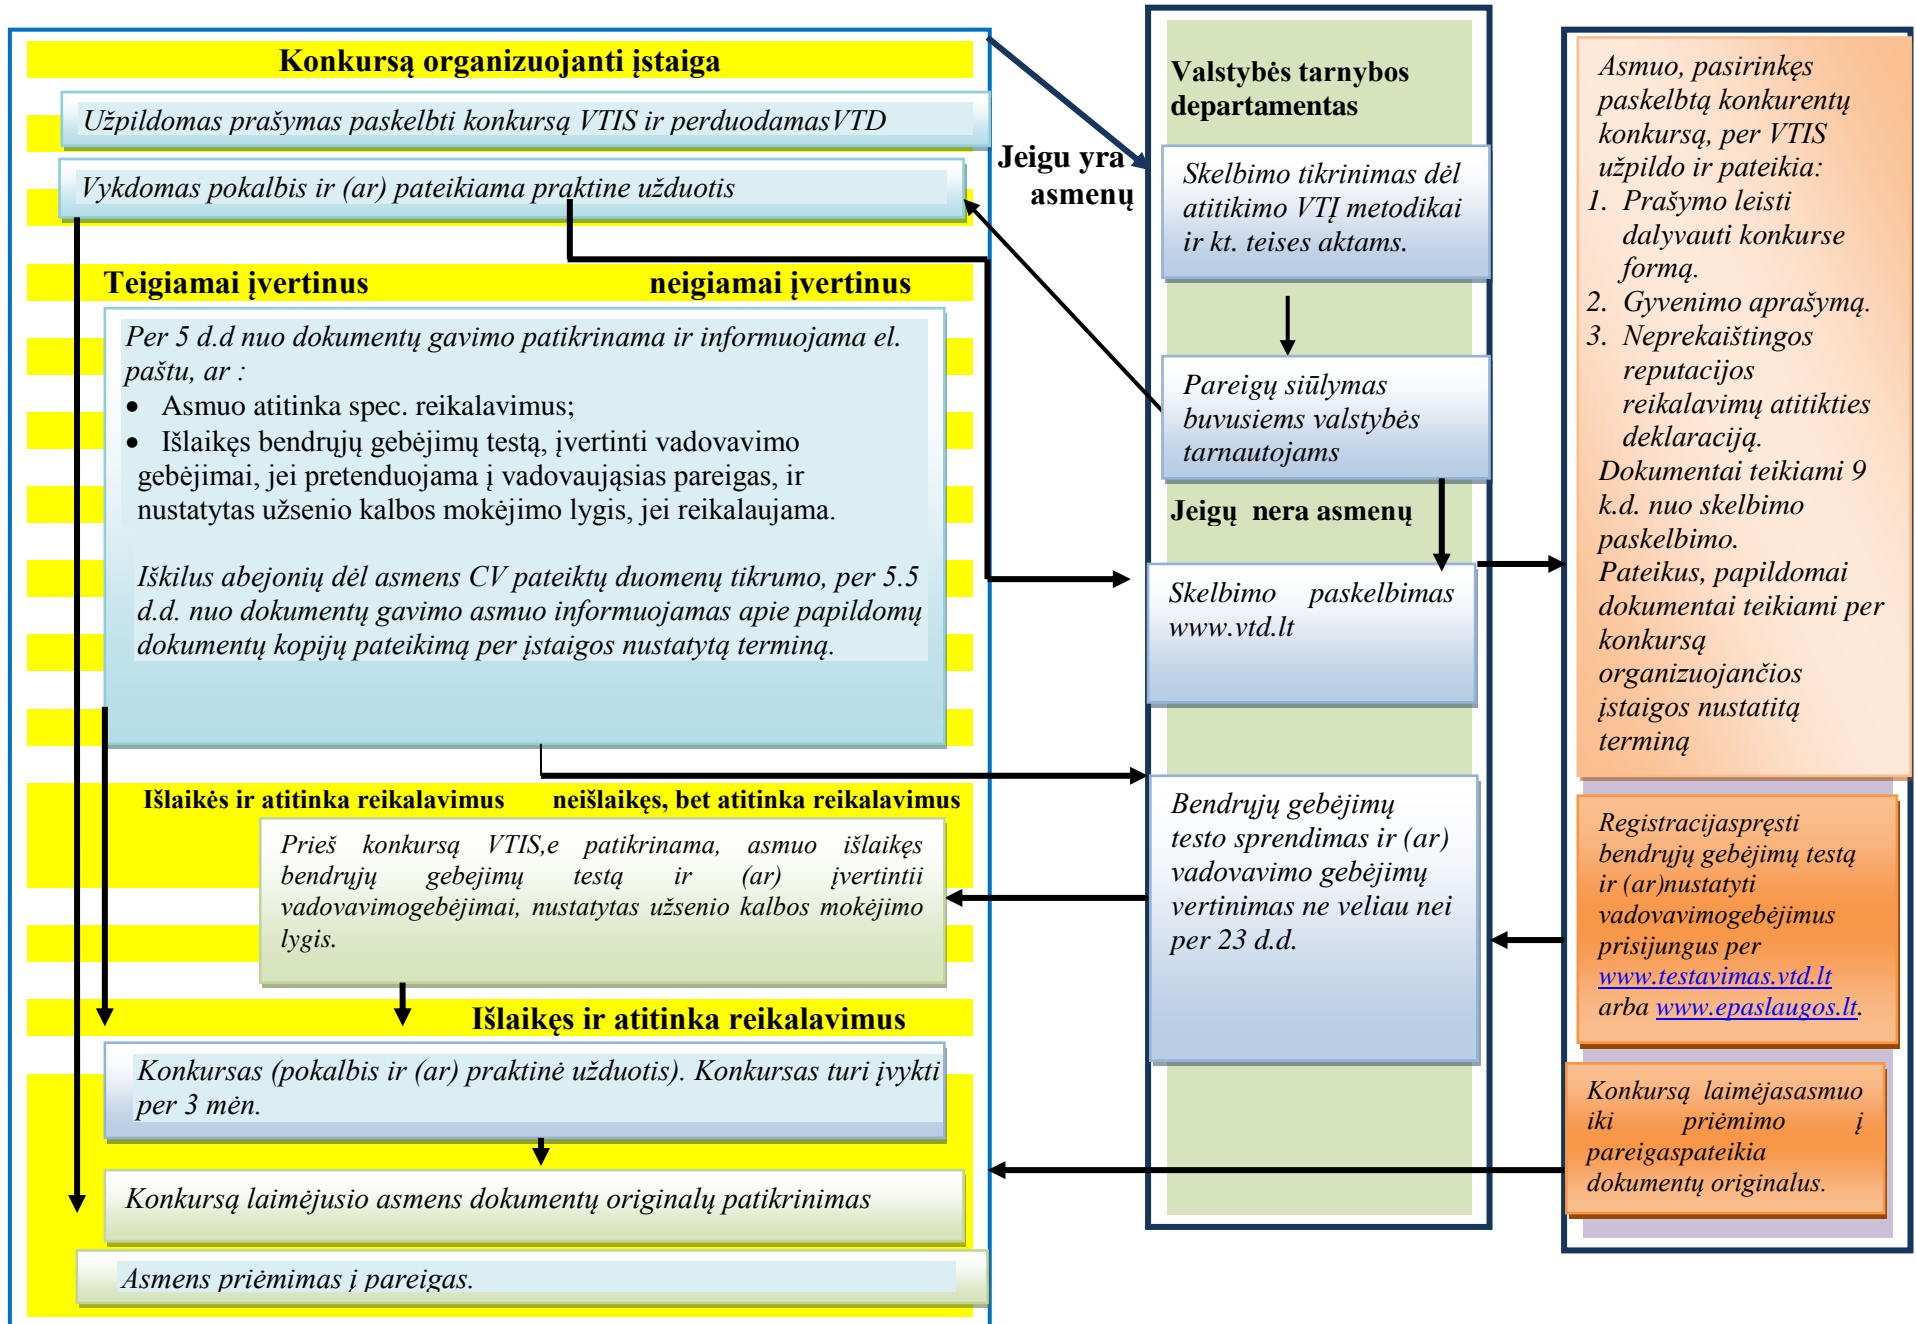 Konkursą organizuojanti įstaiga
Užpildomas prašymas paskelbti konkursą VTIS ir perduodamasVTD
Vykdomas pokalbis ir (ar) pateikiama praktine užduotis
Teigiamai įvertinus neigiamai įvertinus
Per 5 d.d nuo dokumentų gavimo patikrinama ir informuojama el.
paštu, ar :
• Asmuo atitinka spec. reikalavimus;
• Išlaikęs bendrųjų gebėjimų testą, įvertinti vadovavimo
gebėjimai, jei pretenduojama į vadovaująsias pareigas, ir
nustatytas užsenio kalbos mokėjimo lygis, jei reikalaujama.
Iškilus abejonių dėl asmens CV pateiktų duomenų tikrumo, per 5.5
d.d. nuo dokumentų gavimo asmuo informuojamas apie papildomų
dokumentų kopijų pateikimą per įstaigos nustatytą terminą.
Išlaikės ir atitinka reikalavimus neišlaikęs, bet atitinka reikalavimus
Prieš konkursą VTIS,e patikrinama, asmuo išlaikęs
bendrųjų gebejimų testą ir (ar) įvertintii
vadovavimogebėjimai, nustatytas užsenio kalbos mokėjimo
lygis.
Išlaikęs ir atitinka reikalavimus
Konkursas (pokalbis ir (ar) praktinė užduotis). Konkursas turi įvykti
per 3 mėn.
Konkursą laimėjusio asmens dokumentų originalų patikrinimas
Asmens priėmimas į pareigas.
Jeigu yra
asmenų
Valstybės tarnybos
departamentas
Skelbimo tikrinimas dėl
atitikimo VTĮ metodikai
ir kt. teises aktams.
Pareigų siūlymas
buvusiems valstybės
tarnautojams
Jeigų nera asmenų
Skelbimo paskelbimas
www.vtd.lt
Bendrųjų gebėjimų
testo sprendimas ir (ar)
vadovavimo gebėjimų
vertinimas ne veliau nei
per 23 d.d.
Asmuo, pasirinkęs
paskelbtą konkurentų
konkursą, per VTIS
užpildo ir pateikia:
1. Prašymo leisti
dalyvauti konkurse
formą.
2. Gyvenimo aprašymą.
3. Neprekaištingos
reputacijos
reikalavimų atitikties
deklaraciją.
Dokumentai teikiami 9
k.d. nuo skelbimo
paskelbimo.
Pateikus, papildomai
dokumentai teikiami per
konkursą
organizuojančios
įstaigos nustatitą
terminą
Registracijaspręsti
bendrųjų gebėjimų testą
ir (ar)nustatyti
vadovavimogebėjimus
prisijungus per
www.testavimas.vtd.lt
arba www.epaslaugos.lt.
Konkursą laimėjasasmuo
iki priėmimo į
pareigaspateikia
dokumentų originalus.